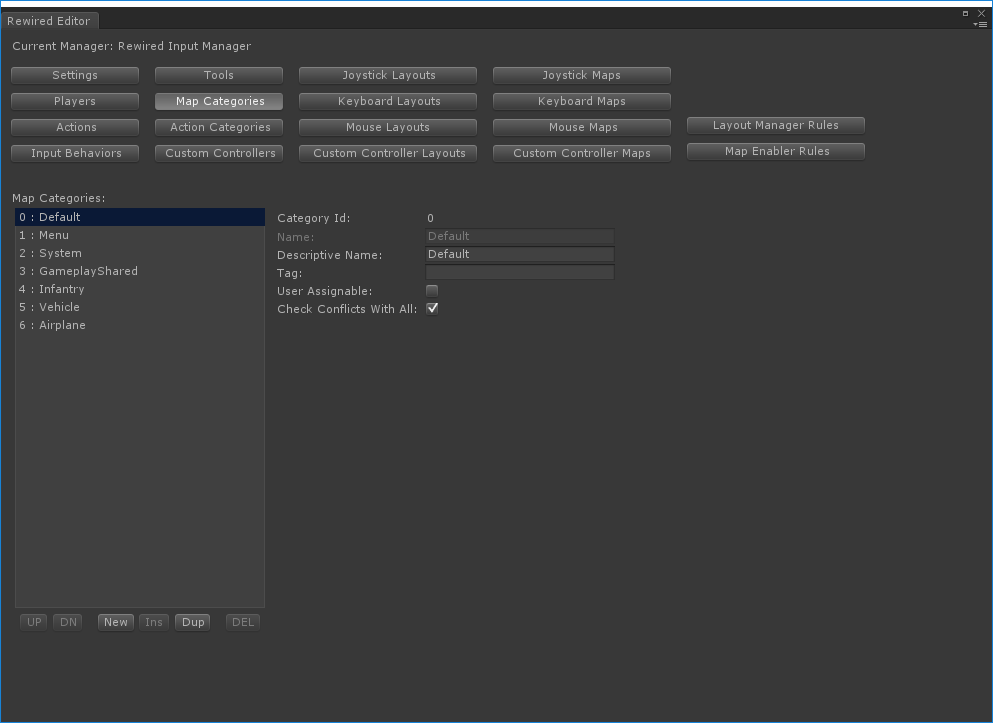 Rewired Editor
Current Manager: Rewired Input Manager
Settings Tools Joystick Layouts Joystick Maps
Players Map Categories Keyboard Layouts Keyboard Maps
Actions Action Categories Mouse Layouts Mouse Maps Layout Manager Rules
Input Behaviors Custom Controllers Custom Controller Layouts Custom Controller Maps Map Enabler Rules
Map Categories:
0 : Default
1 : Menu
2 : System
3 : GameplayShared
4 : Infantry
5 : Vehicle
6 : Airplane
UP DN New Ins Dup DEL
Category Id: 0
Name: Default
Descriptive Name: Default
Tag:
User Assignable:
Check Conflicts With All: